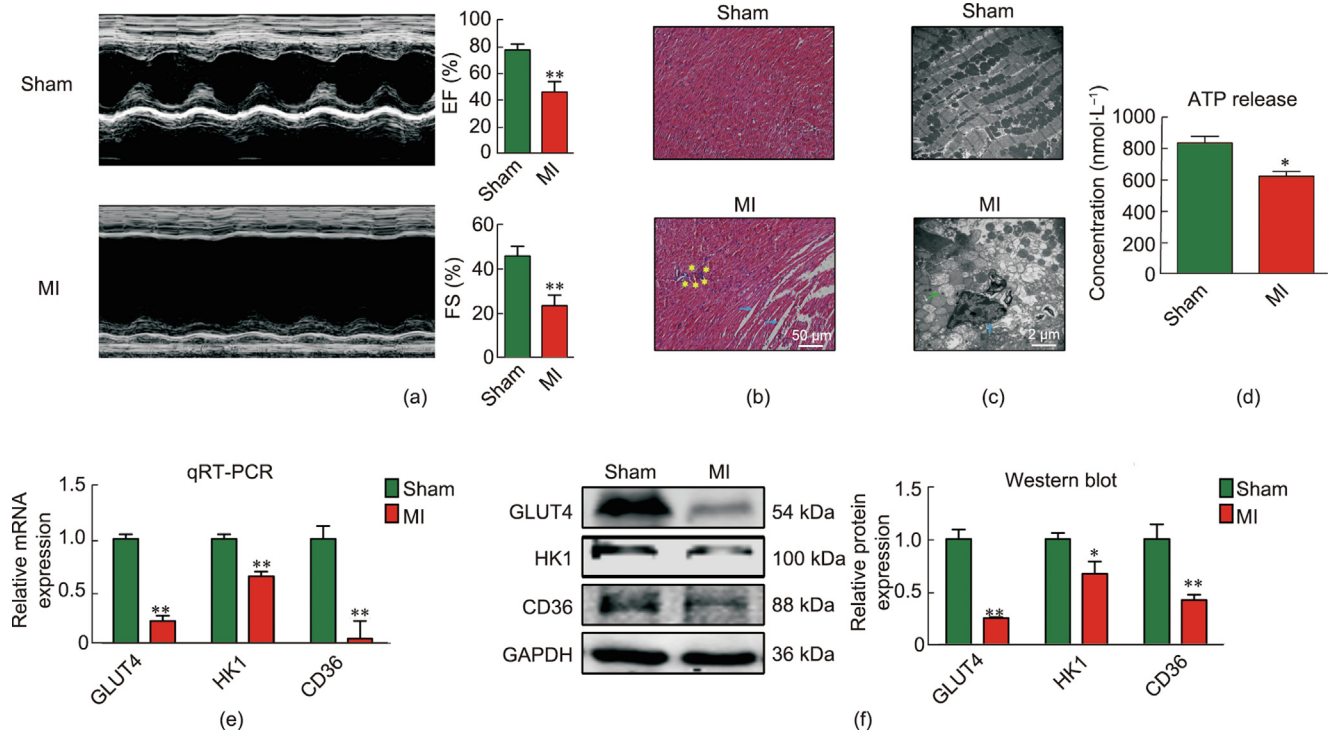 Sham
MI
EF (%)
100
80
60
40
20
0
**
Sham
MI
FS (%)
60
40
20
0
**
Sham
MI
(a)
Sham
MI
50 μm
(b)
Sham
MI
2 μm
(c)
ATP release
Concentration (nmol·L⁻¹)
1000
800
600
400
200
0
*
Sham
MI
(d)
qRT-PCR
Relative mRNA
expression
1.5
1.0
0.5
0
**
**
**
Sham
MI
GLUT4
HK1
CD36
(e)
Sham MI
GLUT4 54 kDa
HK1 100 kDa
CD36 88 kDa
GAPDH 36 kDa
Western blot
Relative protein
expression
1.5
1.0
0.5
0
**
*
**
Sham
MI
GLUT4
HK1
CD36
(f)